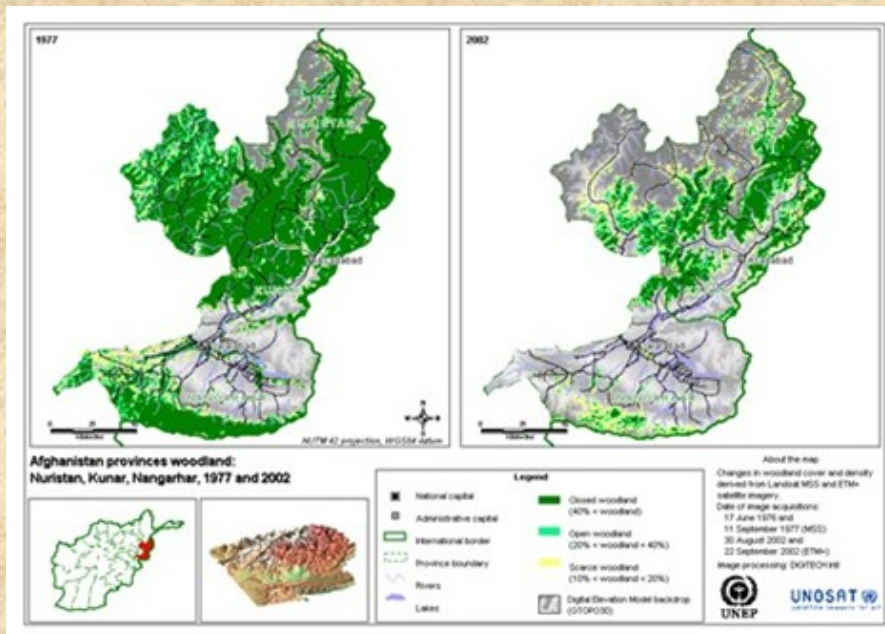 1977
2002
NURISTAN
KUNAR
NUTM 42 projection, WGS84 datum
Afghanistan provinces woodland:
Nuristan, Kunar, Nangarhar, 1977 and 2002
Legend
National capital
Administrative capital
International border
Province boundary
Rivers
Lakes
Closed woodland
(40% < woodland)
Open woodland
(20% < woodland < 40%)
Scarce woodland
(10% < woodland < 20%)
Digital Elevation Model backdrop
(GTOPO30)
About the map
Changes in woodland cover and density
derived from Landsat MSS and ETM+
satellite imagery.
Date of image acquisitions:
17 June 1976 and
11 September 1977 (MSS)
30 August 2002 and
22 September 2002 (ETM+)
Image processing:
UNEP
UNOSAT